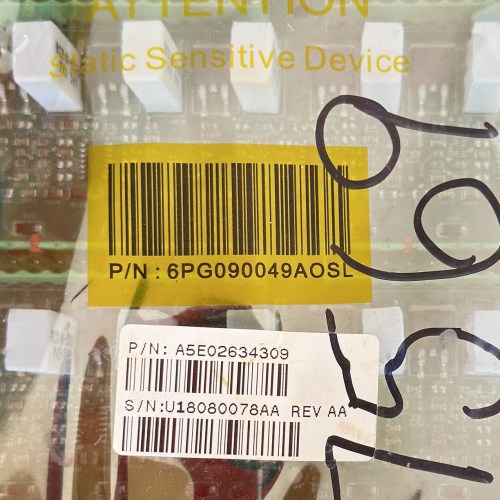 ATTENTION
Static Sensitive Device
P/N : 6PG090049AOSL
P/N: A5E02634309
S/N:U18080078AA REV AA